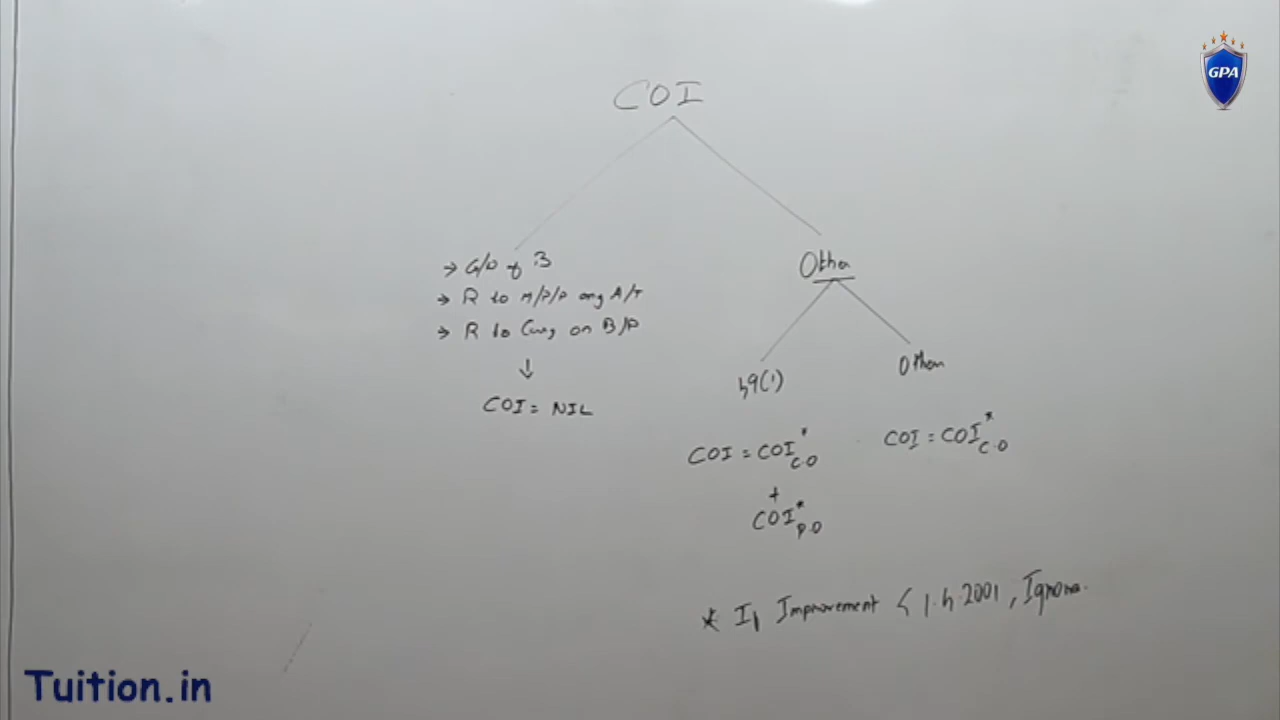 GPA
COI
→ G/D of B
→ R to M/P/P any A/T
→ R to Carry on B/P
↓
COI = NIL
Other
49(1)
Others
COI = COI*C.O
+
COI*P.O
COI = COI*C.O
* If Improvement < 1.4.2001, Ignore.
Tuition.in